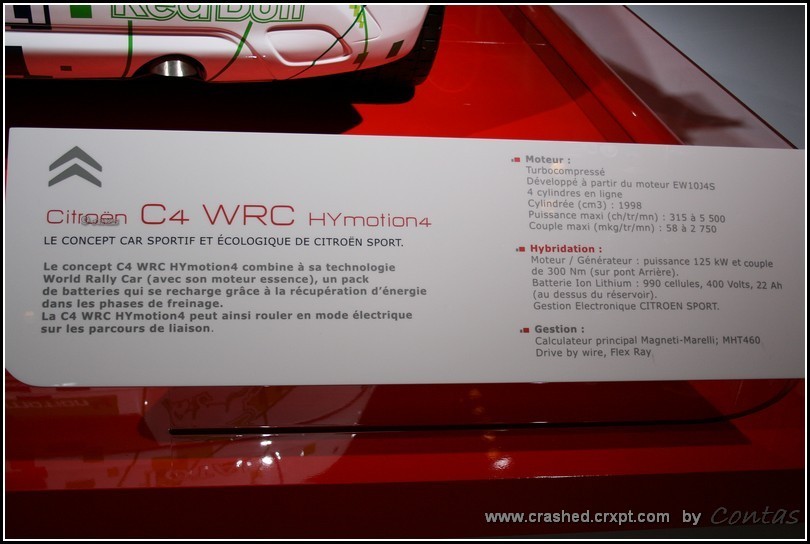 Red Bull
Citroën C4 WRC HYmotion4
LE CONCEPT CAR SPORTIF ET ÉCOLOGIQUE DE CITROËN SPORT.
Le concept C4 WRC HYmotion4 combine à sa technologie
World Rally Car (avec son moteur essence), un pack
de batteries qui se recharge grâce à la récupération d'énergie
dans les phases de freinage.
La C4 WRC HYmotion4 peut ainsi rouler en mode électrique
sur les parcours de liaison.
Moteur :
Turbocompressé
Développé à partir du moteur EW10J4S
4 cylindres en ligne
Cylindrée (cm3) : 1998
Puissance maxi (ch/tr/mn) : 315 à 5 500
Couple maxi (mkg/tr/mn) : 58 à 2 750
Hybridation :
Moteur / Générateur : puissance 125 kW et couple
de 300 Nm (sur pont Arrière).
Batterie Ion Lithium : 990 cellules, 400 Volts, 22 Ah
(au dessus du réservoir).
Gestion Electronique CITROEN SPORT.
Gestion :
Calculateur principal Magneti-Marelli; MHT460
Drive by wire, Flex Ray
www.crashed.crxpt.com by Contas